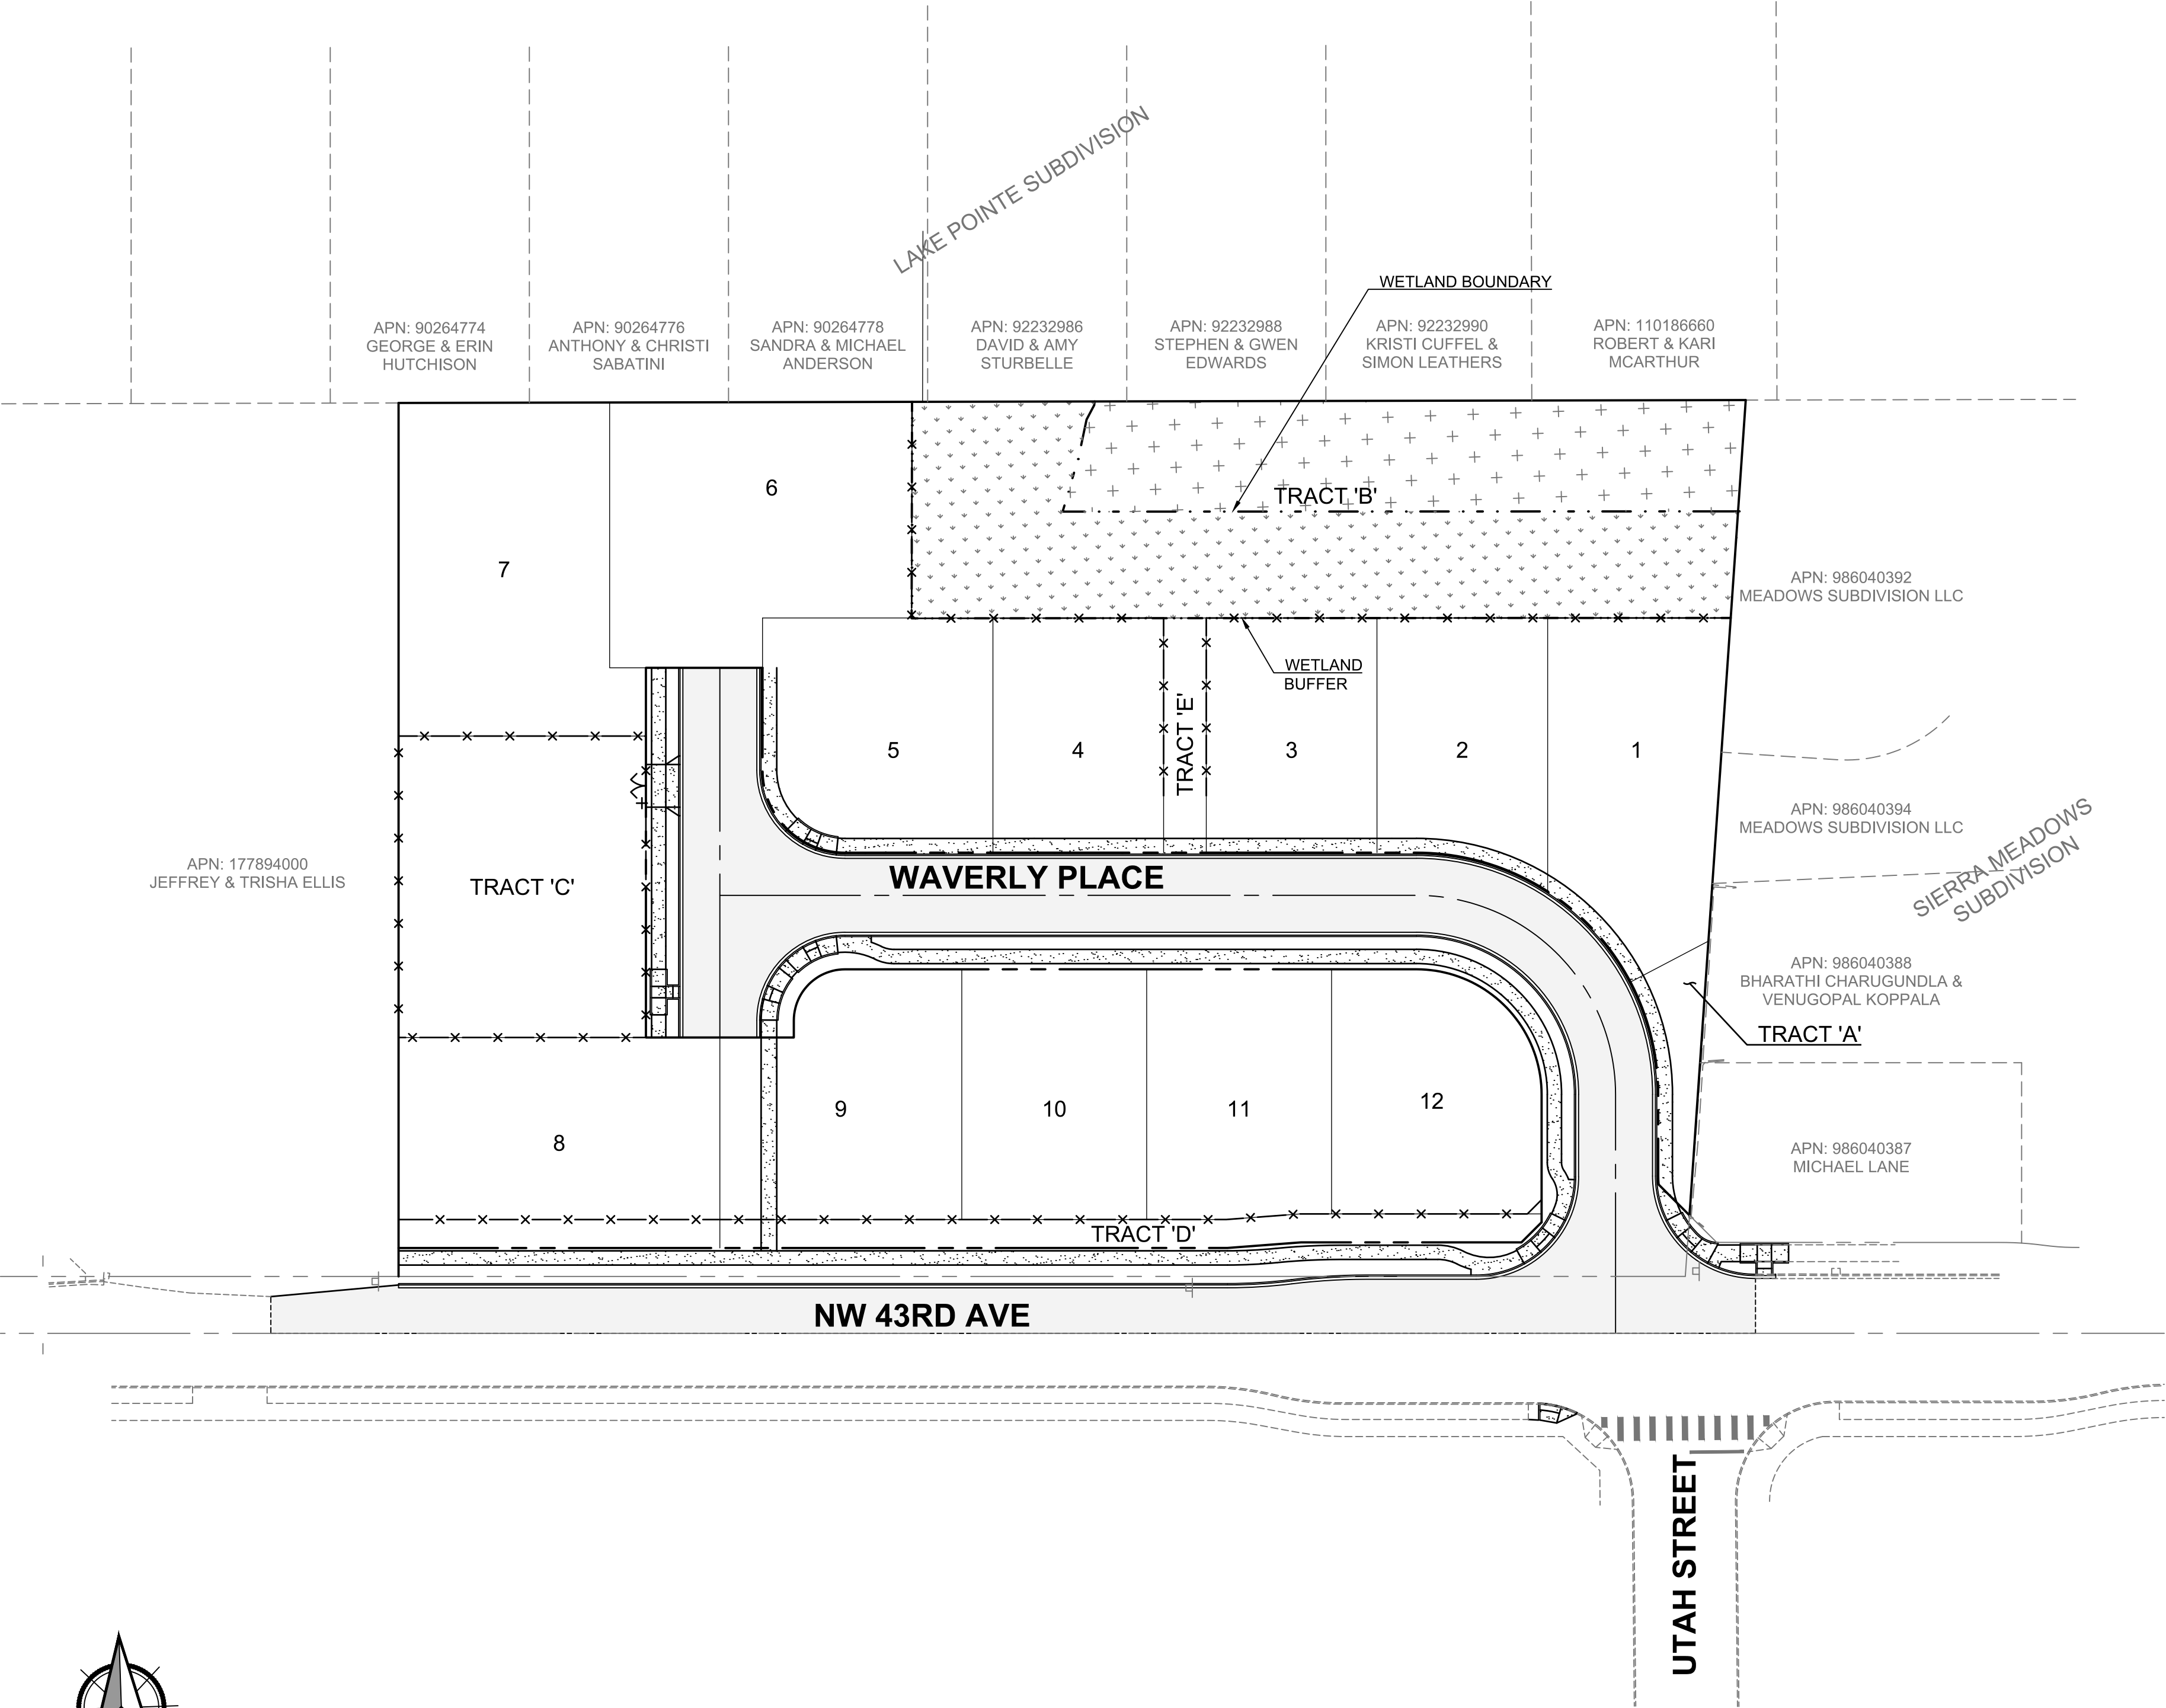 LAKE POINTE SUBDIVISION
WETLAND BOUNDARY
APN: 90264774
GEORGE & ERIN
HUTCHISON
APN: 90264776
ANTHONY & CHRISTI
SABATINI
APN: 90264778
SANDRA & MICHAEL
ANDERSON
APN: 92232986
DAVID & AMY
STURBELLE
APN: 92232988
STEPHEN & GWEN
EDWARDS
APN: 92232990
KRISTI CUFFEL &
SIMON LEATHERS
APN: 110186660
ROBERT & KARI
MCARTHUR
6
TRACT 'B'
7
APN: 986040392
MEADOWS SUBDIVISION LLC
WETLAND
BUFFER
5
4
TRACT 'E'
3
2
1
APN: 986040394
MEADOWS SUBDIVISION LLC
SIERRA MEADOWS
SUBDIVISION
APN: 177894000
JEFFREY & TRISHA ELLIS
TRACT 'C'
WAVERLY PLACE
APN: 986040388
BHARATHI CHARUGUNDLA &
VENUGOPAL KOPPALA
TRACT 'A'
8
9
10
11
12
APN: 986040387
MICHAEL LANE
TRACT 'D'
NW 43RD AVE
UTAH STREET